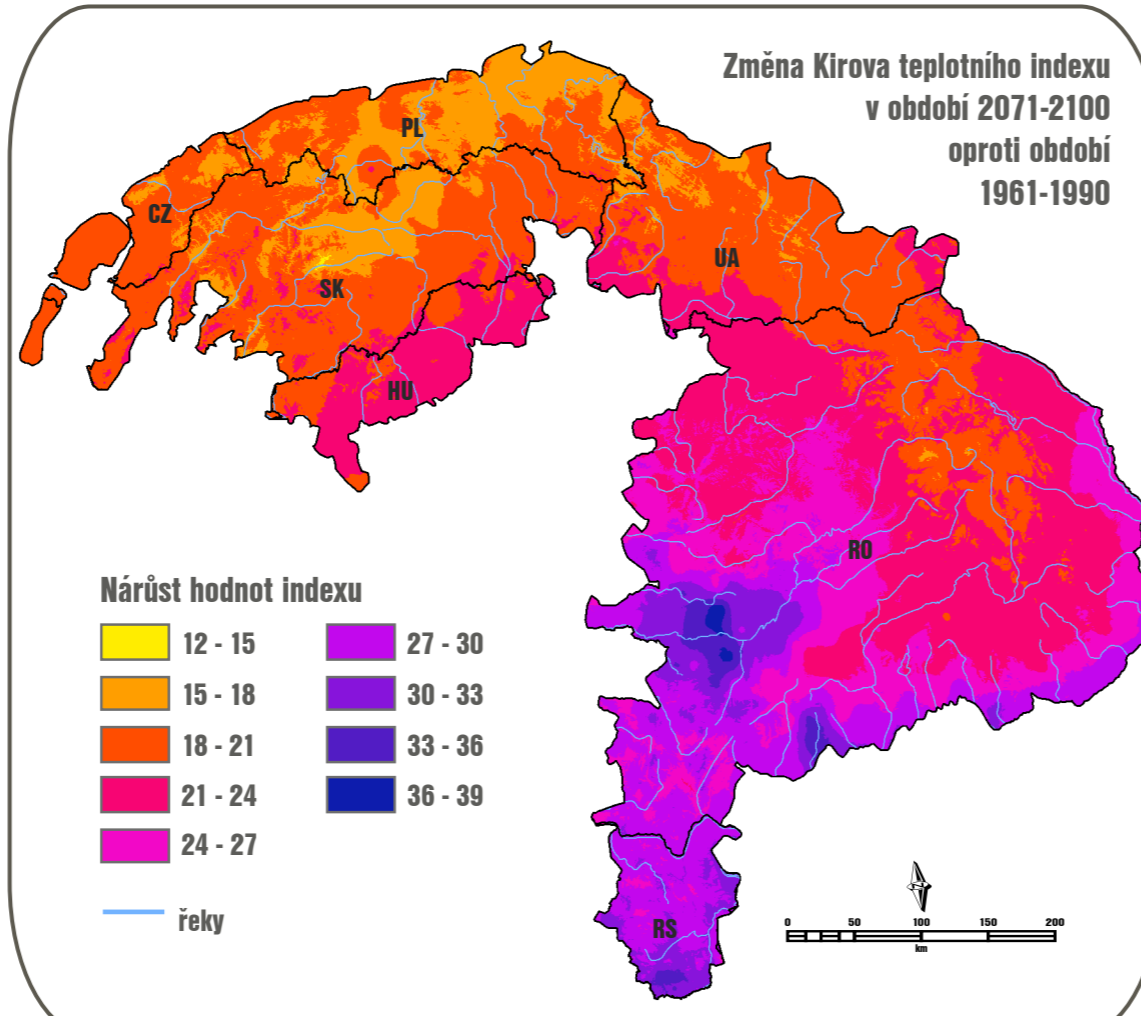 Změna Kirova teplotního indexu
v období 2071-2100
oproti období
1961-1990
PL
CZ
SK
UA
HU
RO
RS
Nárůst hodnot indexu
12 - 15
15 - 18
18 - 21
21 - 24
24 - 27
27 - 30
30 - 33
33 - 36
36 - 39
řeky
0 50 100 150 200
km